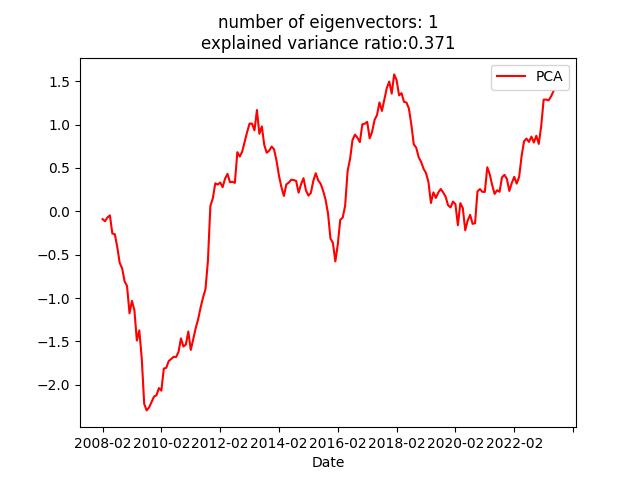 number of eigenvectors: 1
explained variance ratio:0.371
PCA
1.5
1.0
0.5
0.0
−0.5
−1.0
−1.5
−2.0
2008-02 2010-02 2012-02 2014-02 2016-02 2018-02 2020-02 2022-02
Date